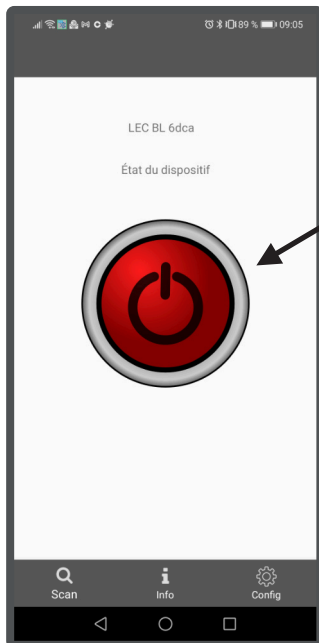 89 % 09:05
LEC BL 6dca
État du dispositif
Scan Info Config